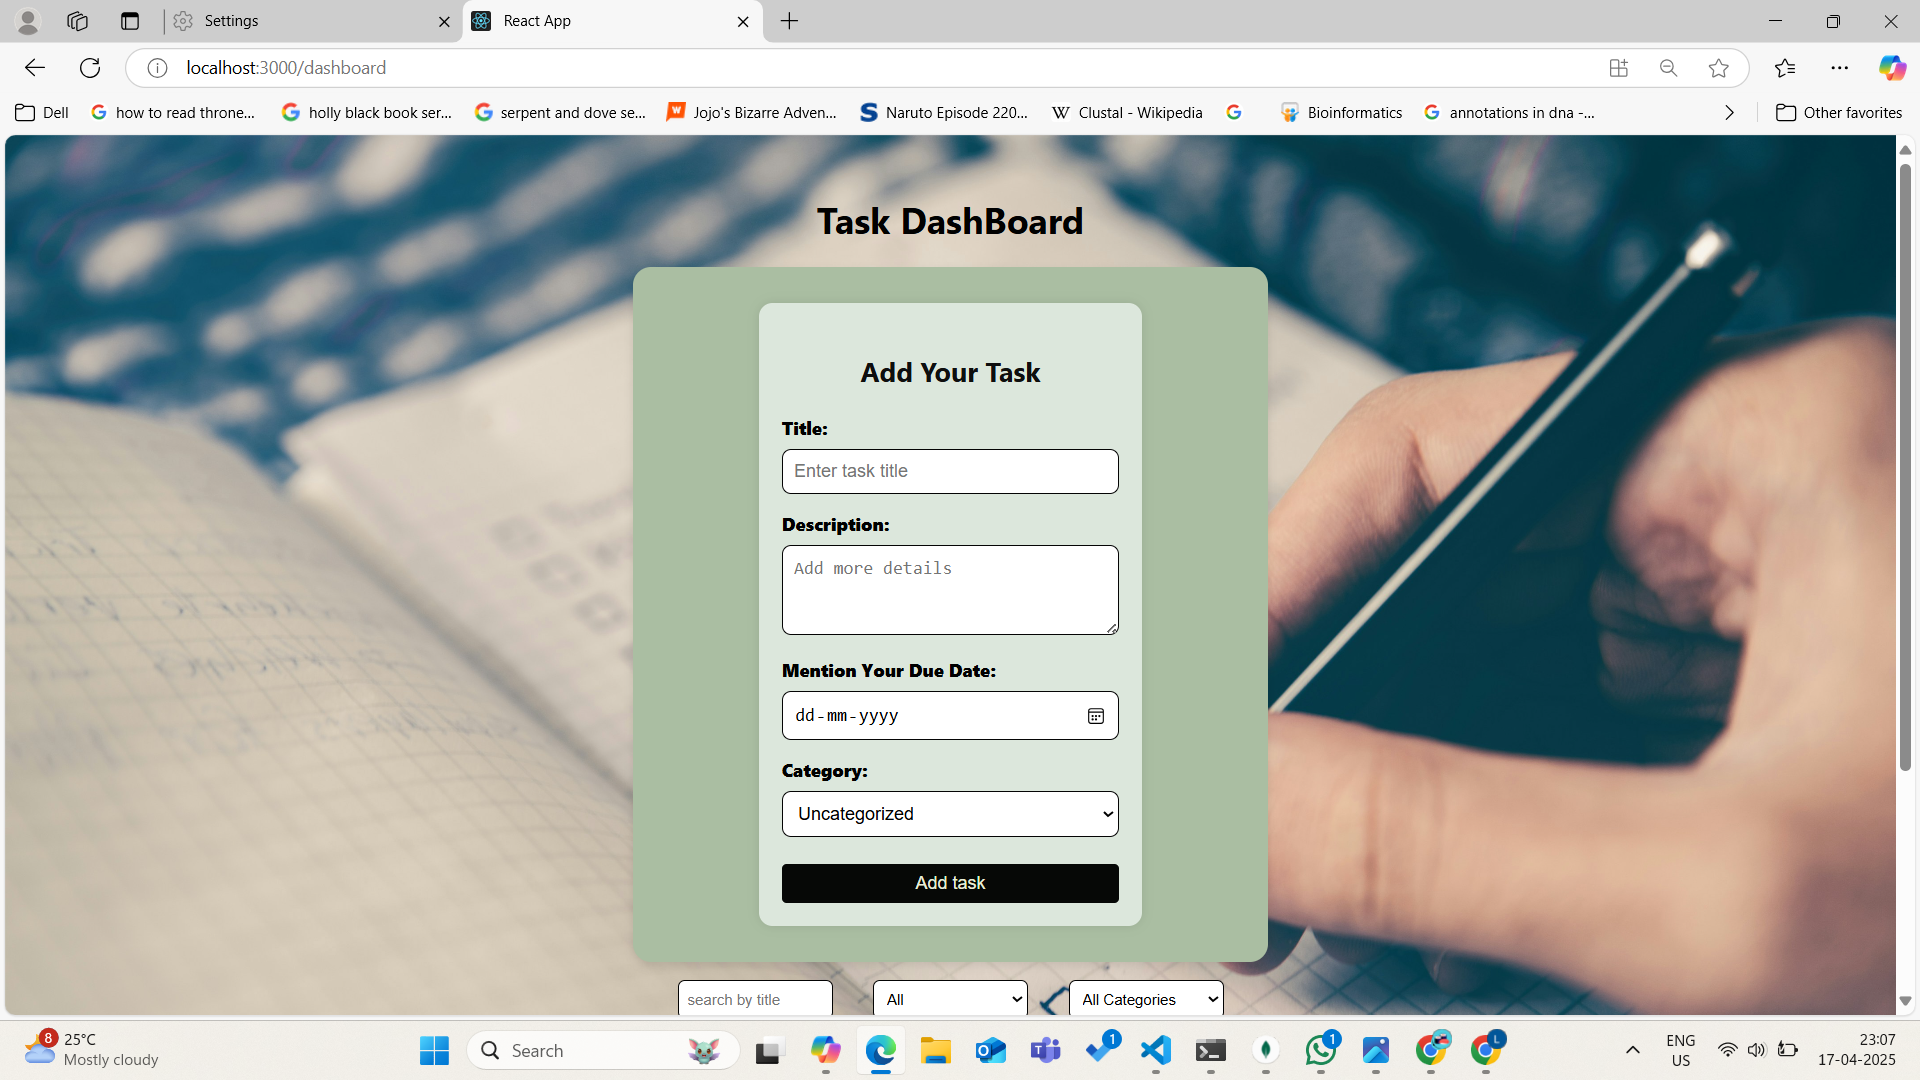 Settings
React App
localhost:3000/dashboard
Dell
how to read throne...
holly black book ser...
serpent and dove se...
Jojo's Bizarre Adven...
Naruto Episode 220...
Clustal - Wikipedia
Bioinformatics
annotations in dna -...
Other favorites
Task DashBoard
Add Your Task
Title:
Enter task title
Description:
Add more details
Mention Your Due Date:
dd-mm-yyyy
Category:
Uncategorized
Add task
search by title
All
All Categories
8
25°C
Mostly cloudy
Search
1
1
L
ENG
US
23:07
17-04-2025